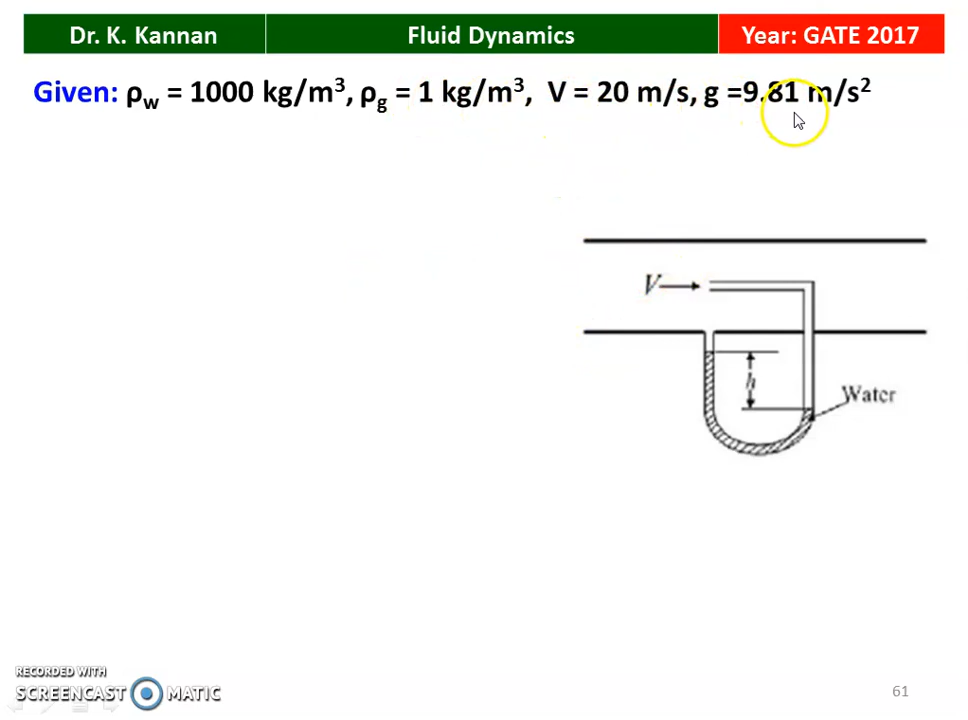 Dr. K. Kannan Fluid Dynamics Year: GATE 2017
Given: ρw = 1000 kg/m³, ρg = 1 kg/m³, V = 20 m/s, g =9.81 m/s²
V
h
Water
RECORDED WITH
SCREENCAST MATIC
61